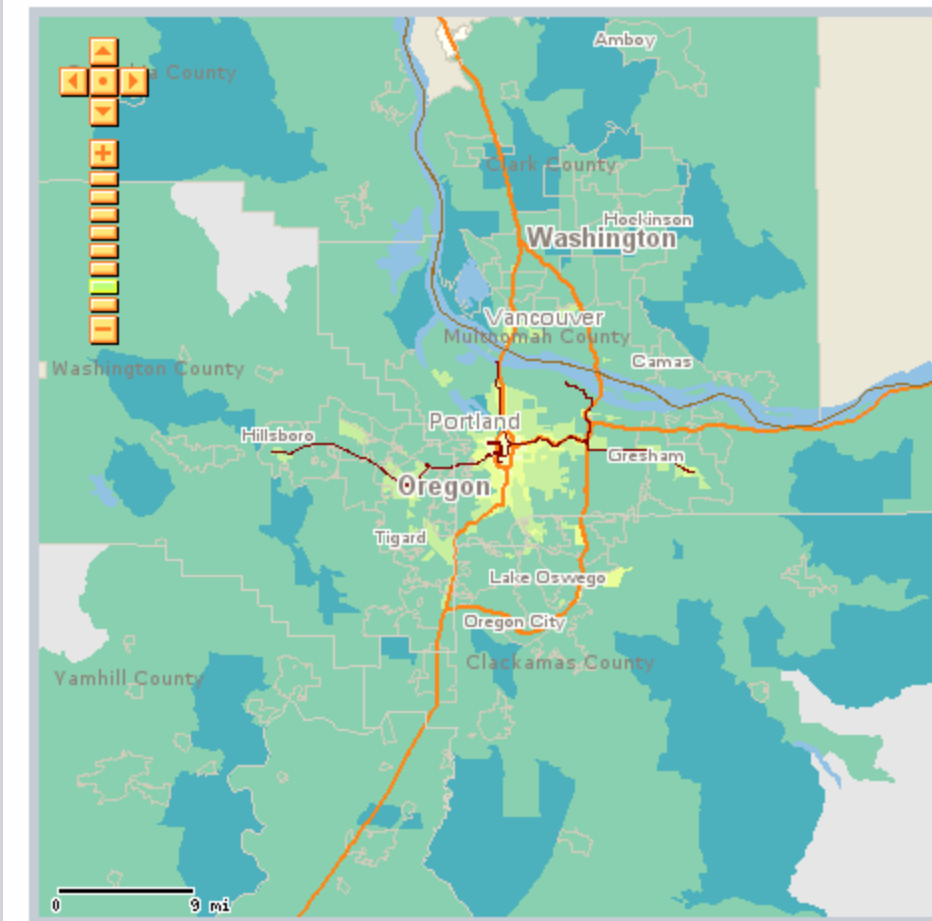 Amboy
County
Clark County
Hockinson
Washington
Vancouver
Multnomah County
Camas
Washington County
Portland
Hillsboro
Gresham
Oregon
Tigard
Lake Oswego
Oregon City
Clackamas County
Yamhill County
0 9 mi